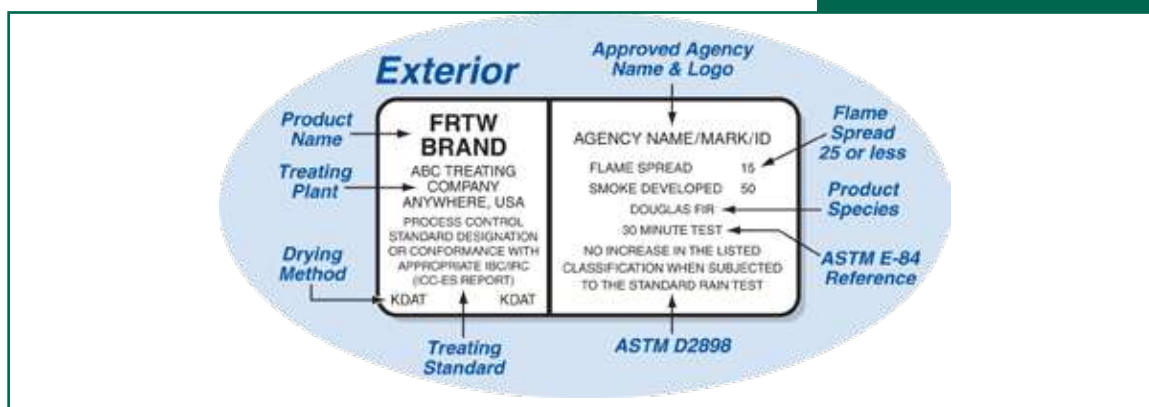 Exterior
Approved Agency
Name & Logo
Product
Name
FRTW
BRAND
Treating
Plant
ABC TREATING
COMPANY
ANYWHERE, USA
PROCESS CONTROL
STANDARD DESIGNATION
OR CONFORMANCE WITH
APPROPRIATE IBC/IRC
(ICC-ES REPORT)
Drying
Method
KDAT KDAT
Treating
Standard
AGENCY NAME/MARK/ID
FLAME SPREAD 15
SMOKE DEVELOPED 50
DOUGLAS FIR
30 MINUTE TEST
NO INCREASE IN THE LISTED
CLASSIFICATION WHEN SUBJECTED
TO THE STANDARD RAIN TEST
Flame
Spread
25 or less
Product
Species
ASTM E-84
Reference
ASTM D2898